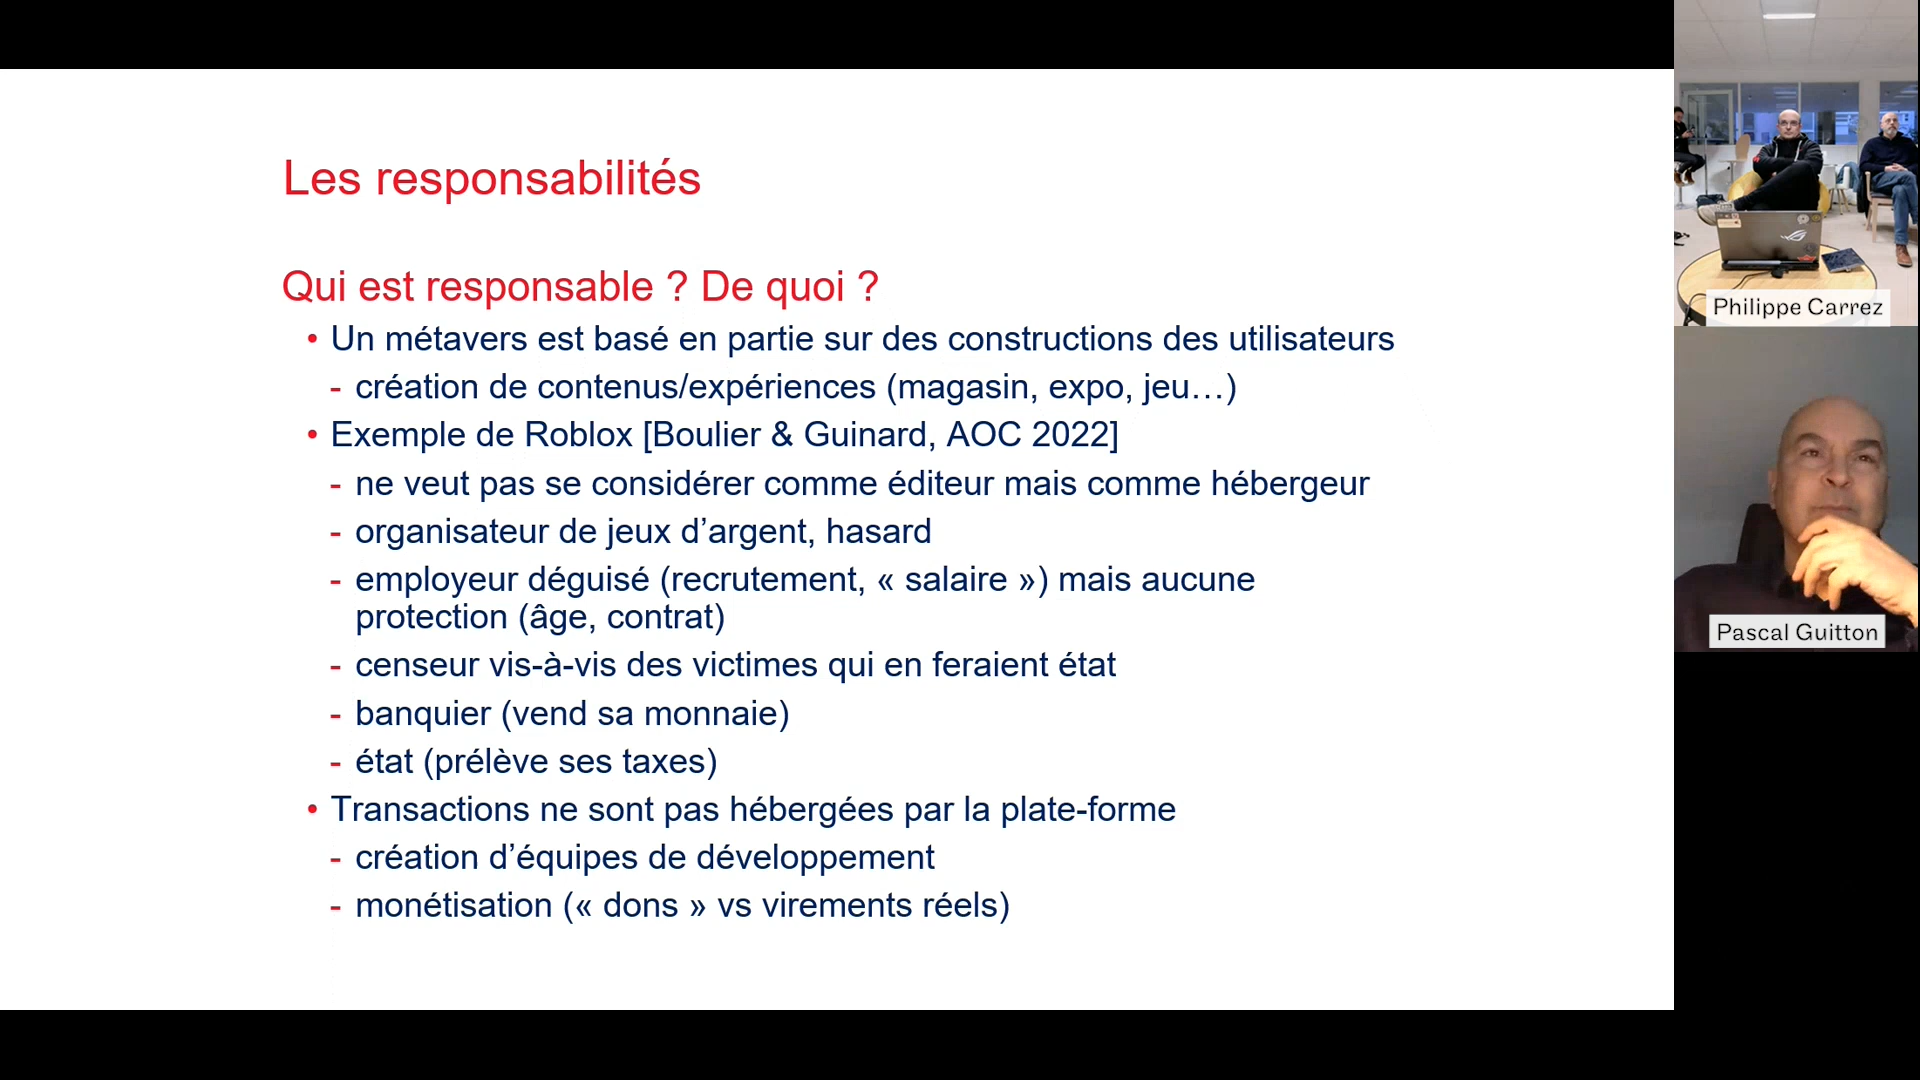 Les responsabilités
Qui est responsable ? De quoi ?
• Un métavers est basé en partie sur des constructions des utilisateurs
- création de contenus/expériences (magasin, expo, jeu…)
• Exemple de Roblox [Boulier & Guinard, AOC 2022]
- ne veut pas se considérer comme éditeur mais comme hébergeur
- organisateur de jeux d’argent, hasard
- employeur déguisé (recrutement, « salaire ») mais aucune
protection (âge, contrat)
- censeur vis-à-vis des victimes qui en feraient état
- banquier (vend sa monnaie)
- état (prélève ses taxes)
• Transactions ne sont pas hébergées par la plate-forme
- création d’équipes de développement
- monétisation (« dons » vs virements réels)
Philippe Carrez
Pascal Guitton